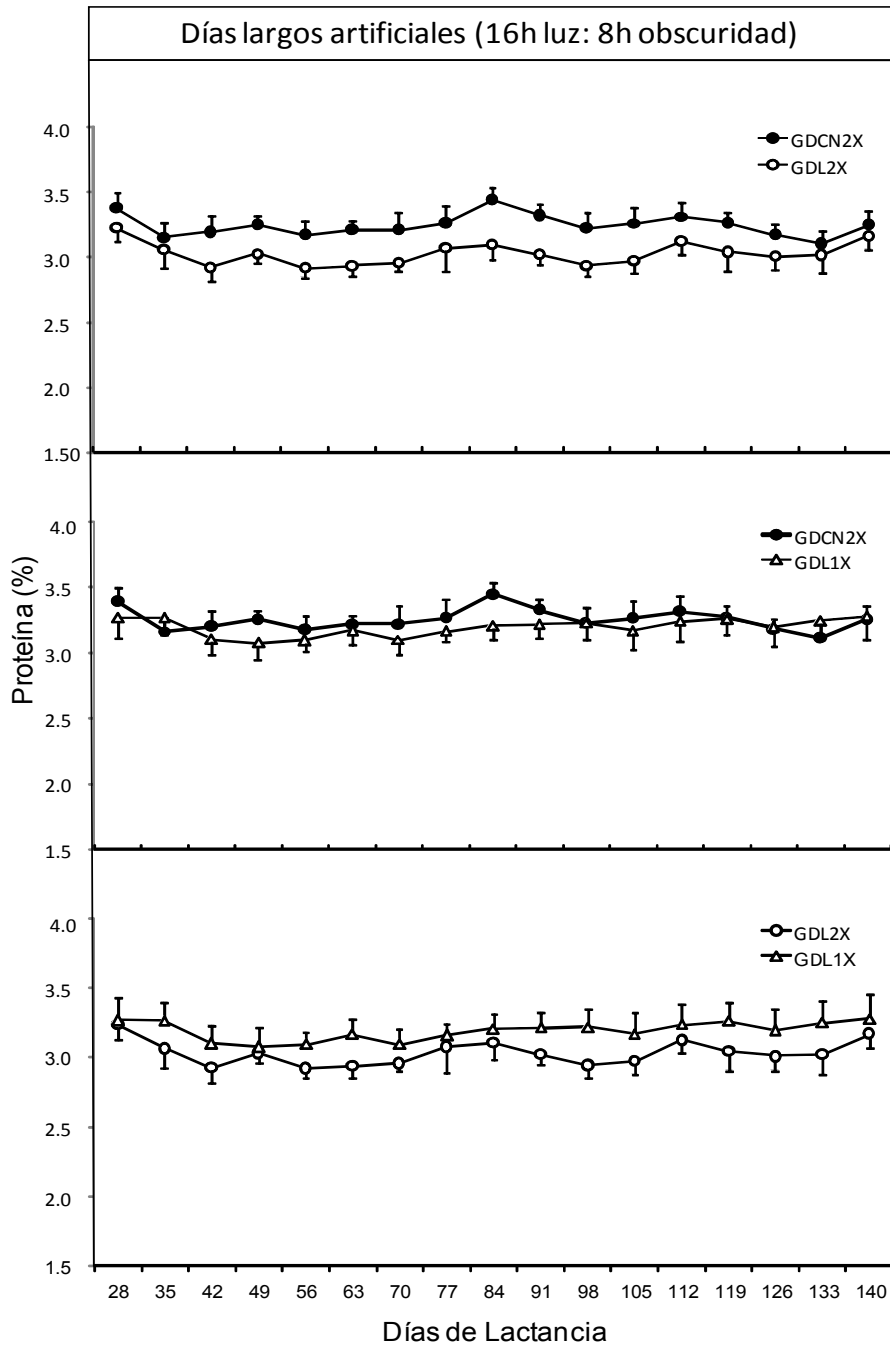 Días largos artificiales (16h luz: 8h obscuridad)
4.0
3.5
3.0
2.5
2.0
1.50
GDCN2X
GDL2X
4.0
3.5
3.0
2.5
2.0
1.5
GDCN2X
GDL1X
Proteína (%)
4.0
3.5
3.0
2.5
2.0
1.5
GDL2X
GDL1X
28 35 42 49 56 63 70 77 84 91 98 105 112 119 126 133 140
Días de Lactancia